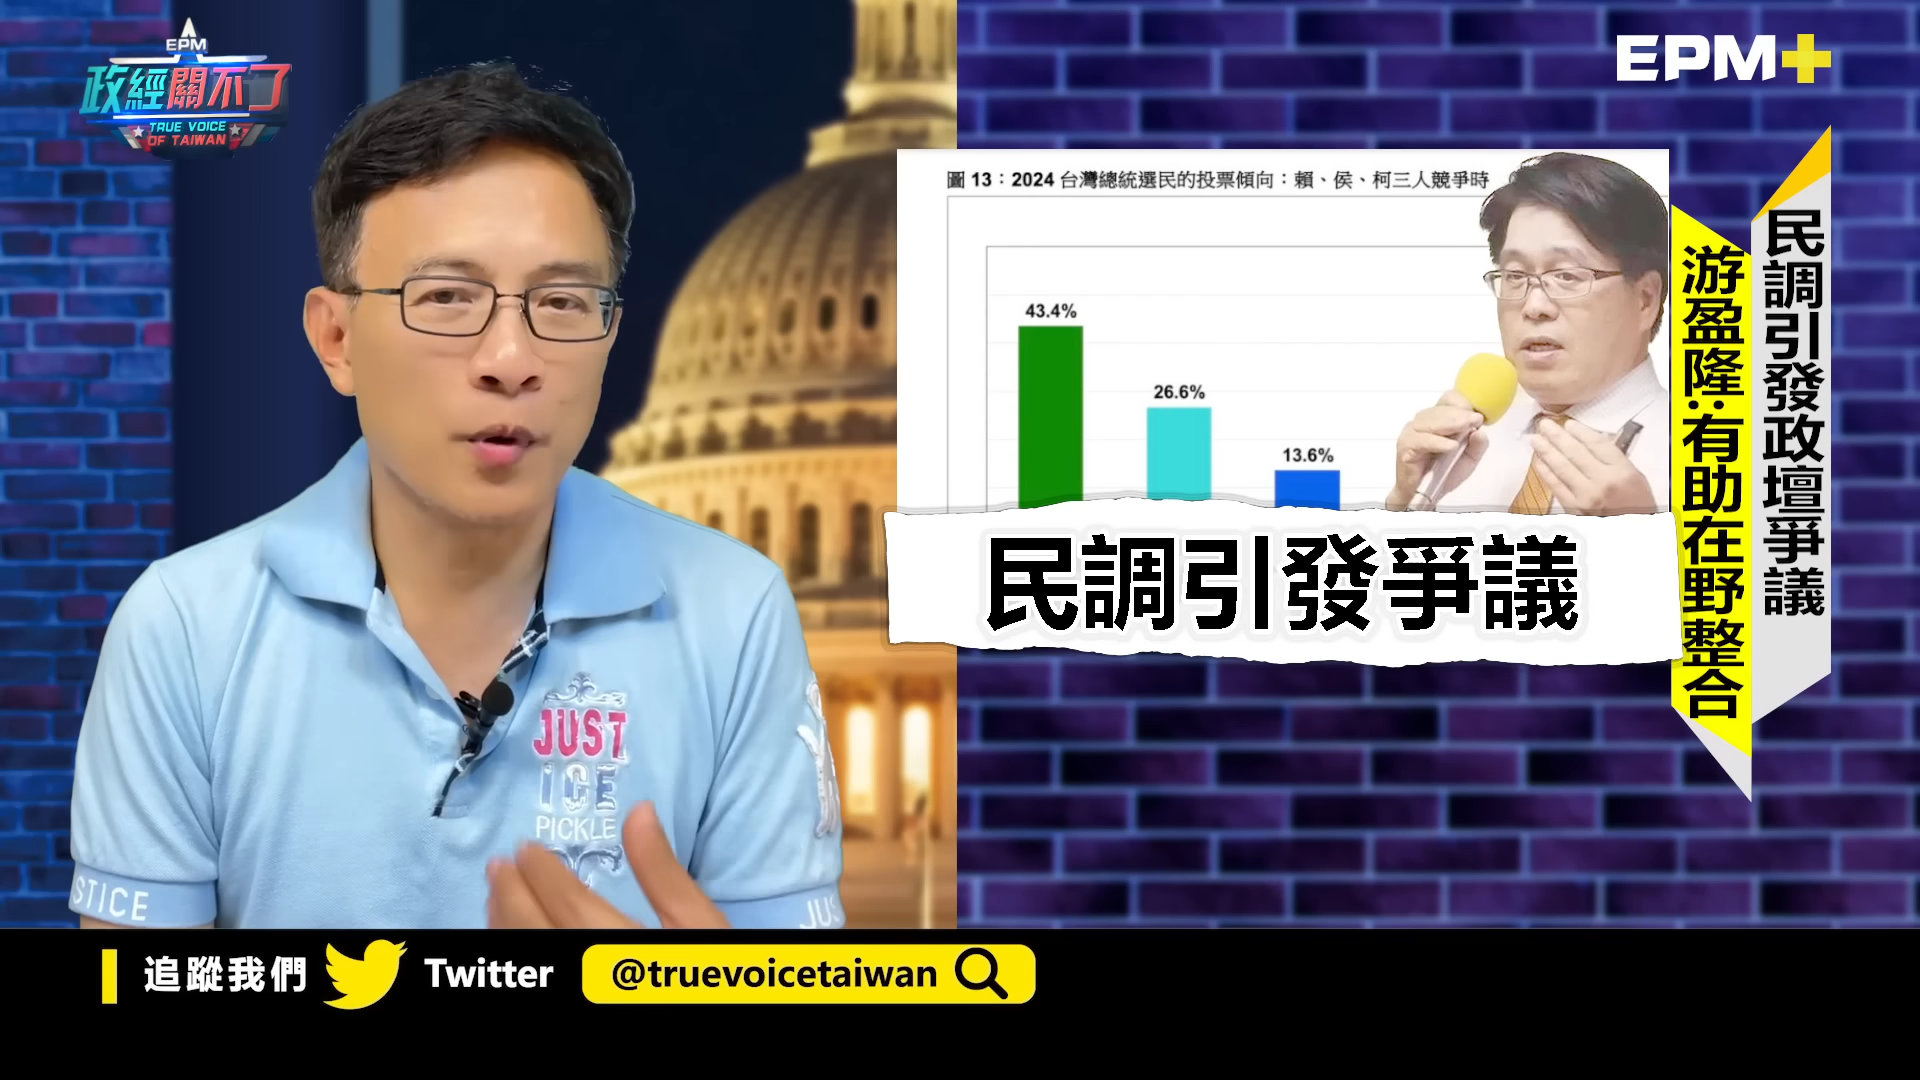 EPM
政經關不了
TRUE VOICE
OF TAIWAN
EPM+
圖 13：2024 台灣總統選民的投票傾向：賴、侯、柯三人競爭時
43.4%
26.6%
13.6%
民調引發爭議
民調引發政壇爭議
游盈隆:有助在野整合
JUST
ICE
PICKLE
STICE
JUS
追蹤我們
Twitter
@truevoicetaiwan